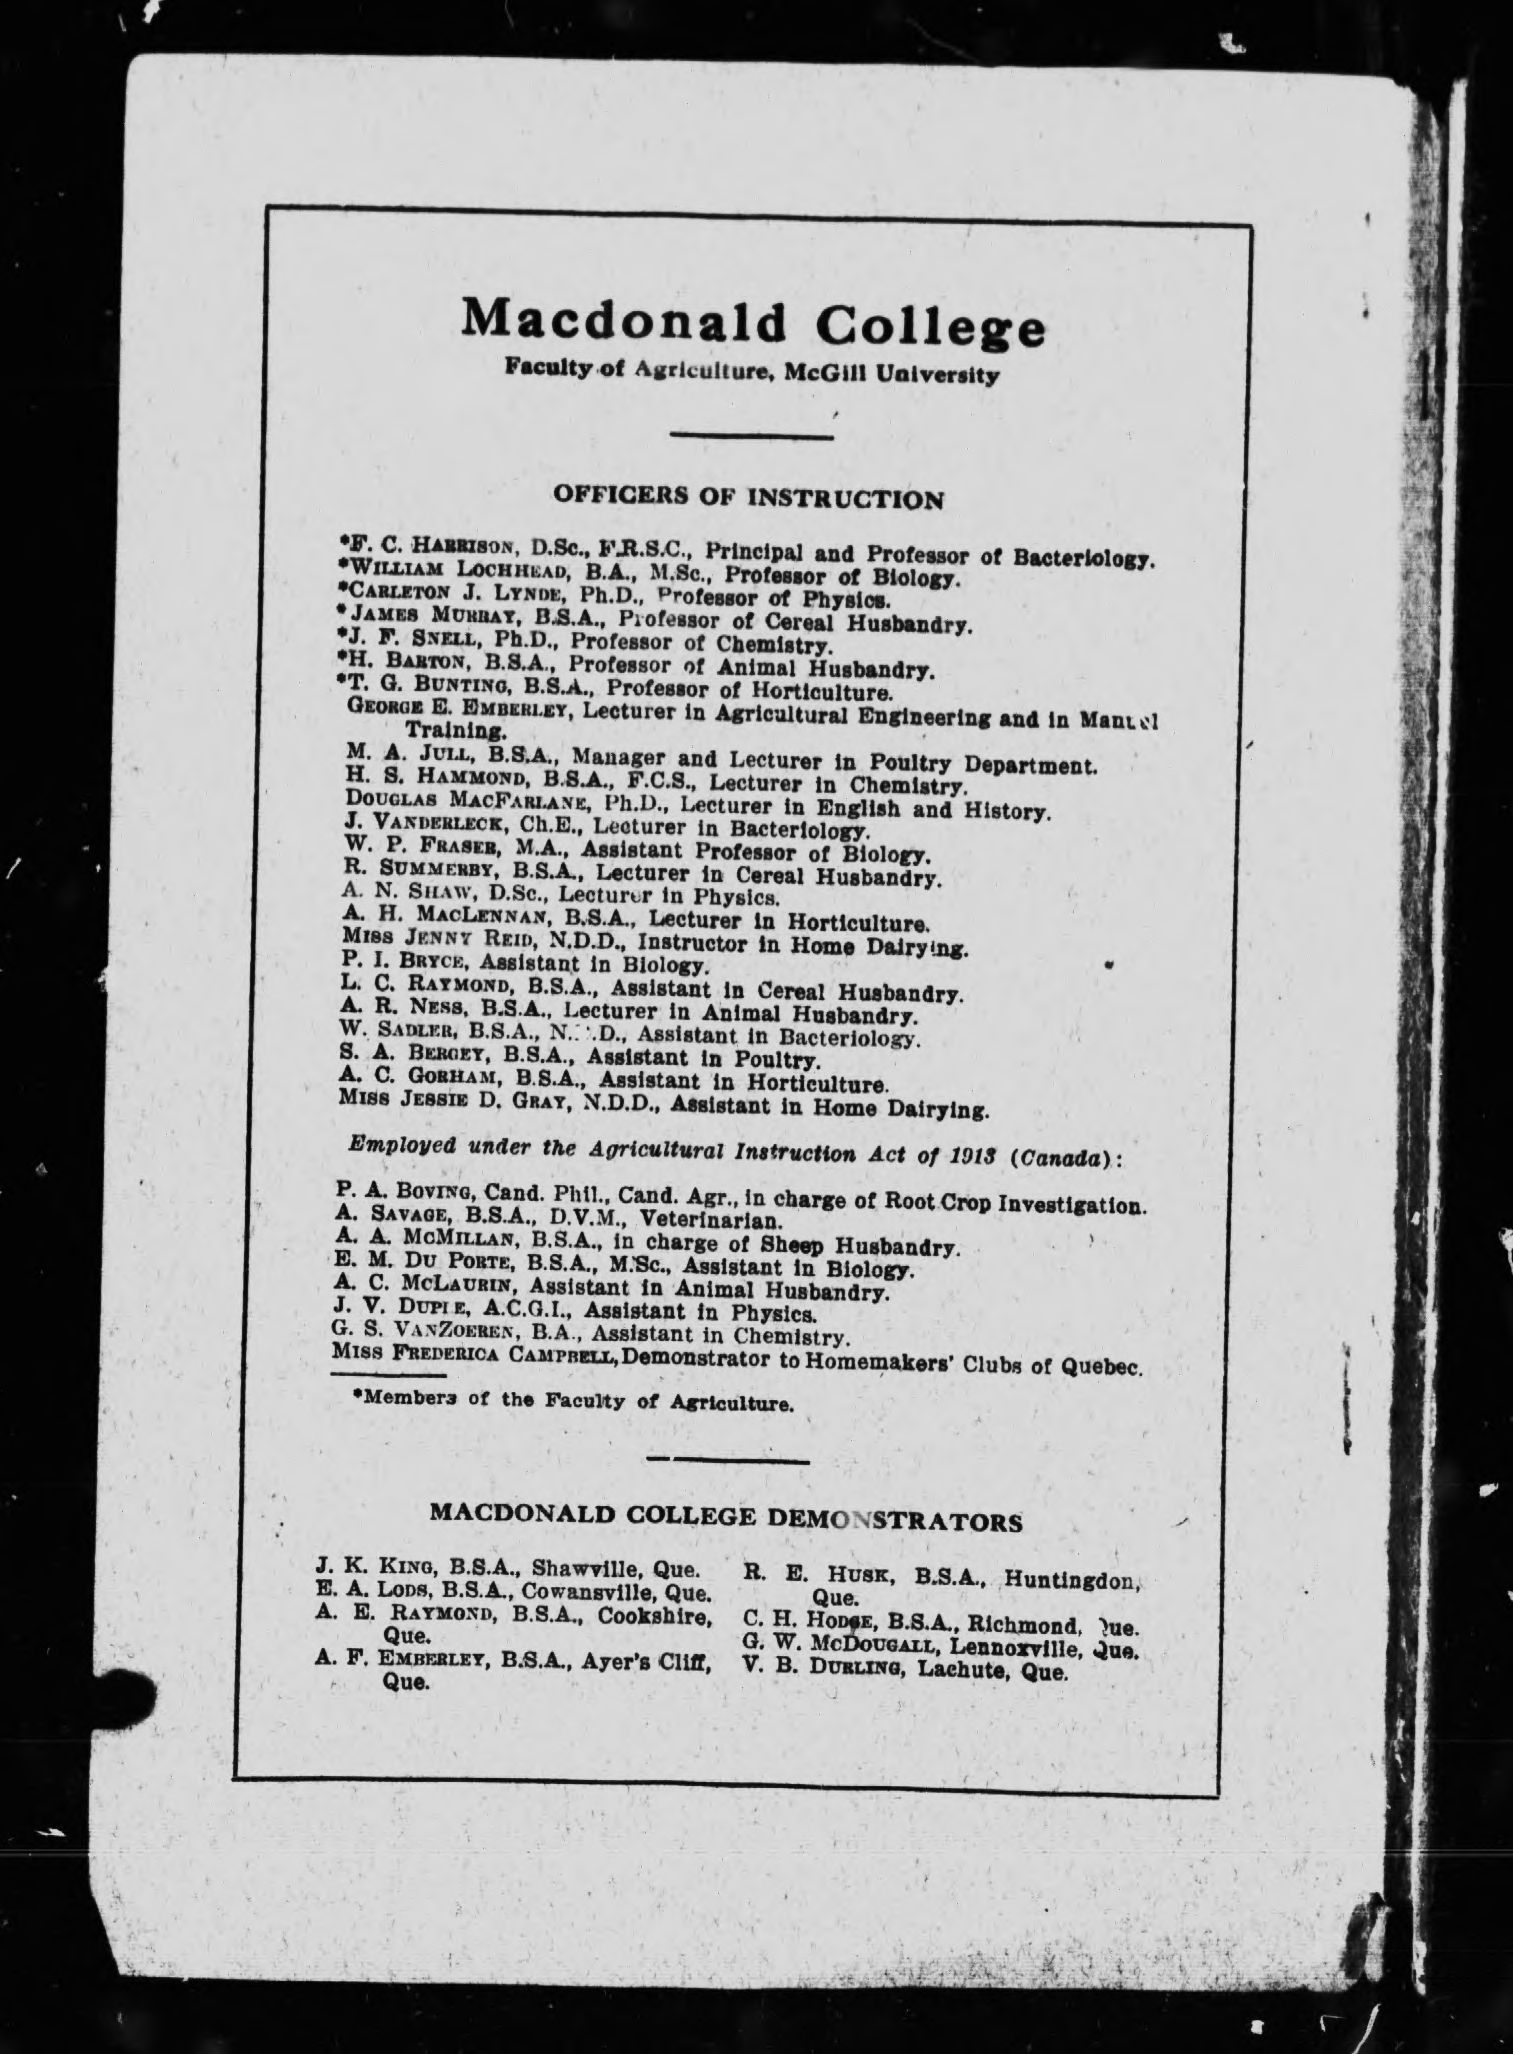 Macdonald College
Faculty of Agriculture, McGill University
OFFICERS OF INSTRUCTION
*F. C. HARRISON, D.Sc., F.R.S.C., Principal and Professor of Bacteriology.
*WILLIAM LOCHHEAD, B.A., M.Sc., Professor of Biology.
*CARLETON J. LYNDE, Ph.D., Professor of Physics.
*JAMES MURRAY, B.S.A., Professor of Cereal Husbandry.
*J. F. SNELL, Ph.D., Professor of Chemistry.
*H. BARTON, B.S.A., Professor of Animal Husbandry.
*T. G. BUNTING, B.S.A., Professor of Horticulture.
GEORGE E. EMBERLEY, Lecturer in Agricultural Engineering and in Manual
Training.
M. A. JULL, B.S.A., Manager and Lecturer in Poultry Department.
H. S. HAMMOND, B.S.A., F.C.S., Lecturer in Chemistry.
DOUGLAS MACFARLANE, Ph.D., Lecturer in English and History.
J. VANDERLECK, Ch.E., Lecturer in Bacteriology.
W. P. FRASER, M.A., Assistant Professor of Biology.
R. SUMMERBY, B.S.A., Lecturer in Cereal Husbandry.
A. N. SHAW, D.Sc., Lecturer in Physics.
A. H. MACLENNAN, B.S.A., Lecturer in Horticulture.
MISS JENNY REID, N.D.D., Instructor in Home Dairying.
P. I. BRYCE, Assistant in Biology.
L. C. RAYMOND, B.S.A., Assistant in Cereal Husbandry.
A. R. NESS, B.S.A., Lecturer in Animal Husbandry.
W. SADLER, B.S.A., Assistant in Bacteriology.
S. A. BERGEY, B.S.A., Assistant in Poultry.
A. C. GORHAM, B.S.A., Assistant in Horticulture.
MISS JESSIE D. GRAY, N.D.D., Assistant in Home Dairying.
Employed under the Agricultural Instruction Act of 1913 (Canada):
P. A. BOVING, Cand. Phil., Cand. Agr., in charge of Root Crop Investigation.
A. SAVAGE, B.S.A., D.V.M., Veterinarian.
A. A. MCMILLAN, B.S.A., in charge of Sheep Husbandry.
E. M. DU PORTE, B.S.A., M.Sc., Assistant in Biology.
A. C. MCLAURIN, Assistant in Animal Husbandry.
J. V. A.C.G.I., Assistant in Physics.
G. S. VANZOEREN, B.A., Assistant in Chemistry.
MISS FREDERICA CAMPBELL, Demonstrator to Homemakers' Clubs of Quebec.
*Members of the Faculty of Agriculture.
MACDONALD COLLEGE DEMONSTRATORS
J. K. KING, B.S.A., Shawville, Que.
E. A. LODS, B.S.A., Cowansville, Que.
A. E. RAYMOND, B.S.A., Cookshire,
Que.
A. F. EMBERLEY, B.S.A., Ayer's Cliff,
Que.
R. E. HUSK, B.S.A., Huntingdon,
Que.
C. H. HODGE, B.S.A., Richmond, Que.
G. W. MCDOUGALL, Lennoxville, Que.
V. B. DURLING, Lachute, Que.